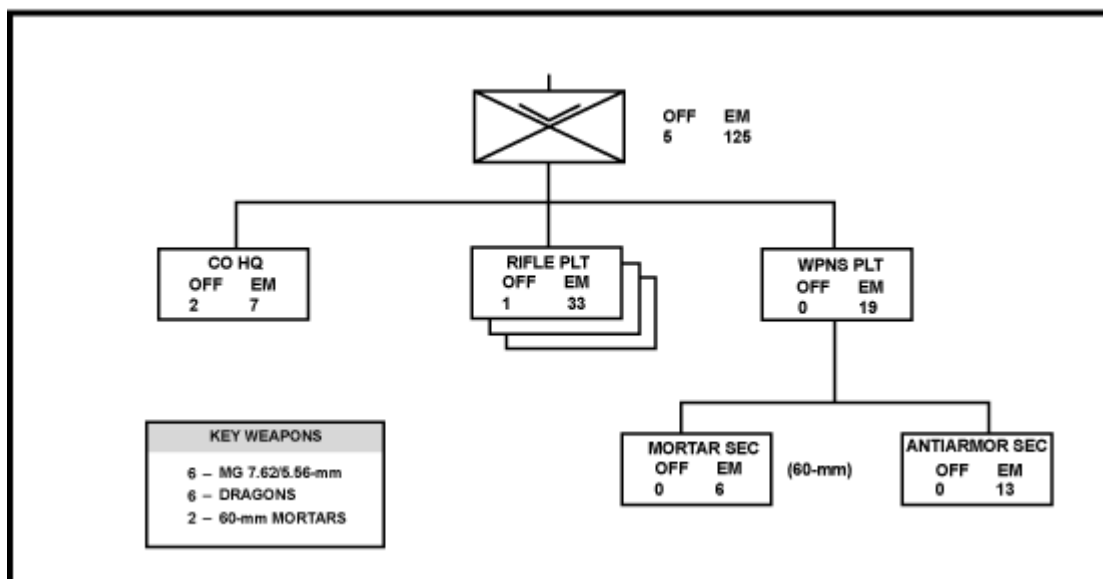 OFF EM
5 125
CO HQ
OFF EM
2 7
RIFLE PLT
OFF EM
1 33
WPNS PLT
OFF EM
0 19
MORTAR SEC
OFF EM
0 6
(60-mm)
ANTIARMOR SEC
OFF EM
0 13
KEY WEAPONS
6 – MG 7.62/5.56-mm
6 – DRAGONS
2 – 60-mm MORTARS